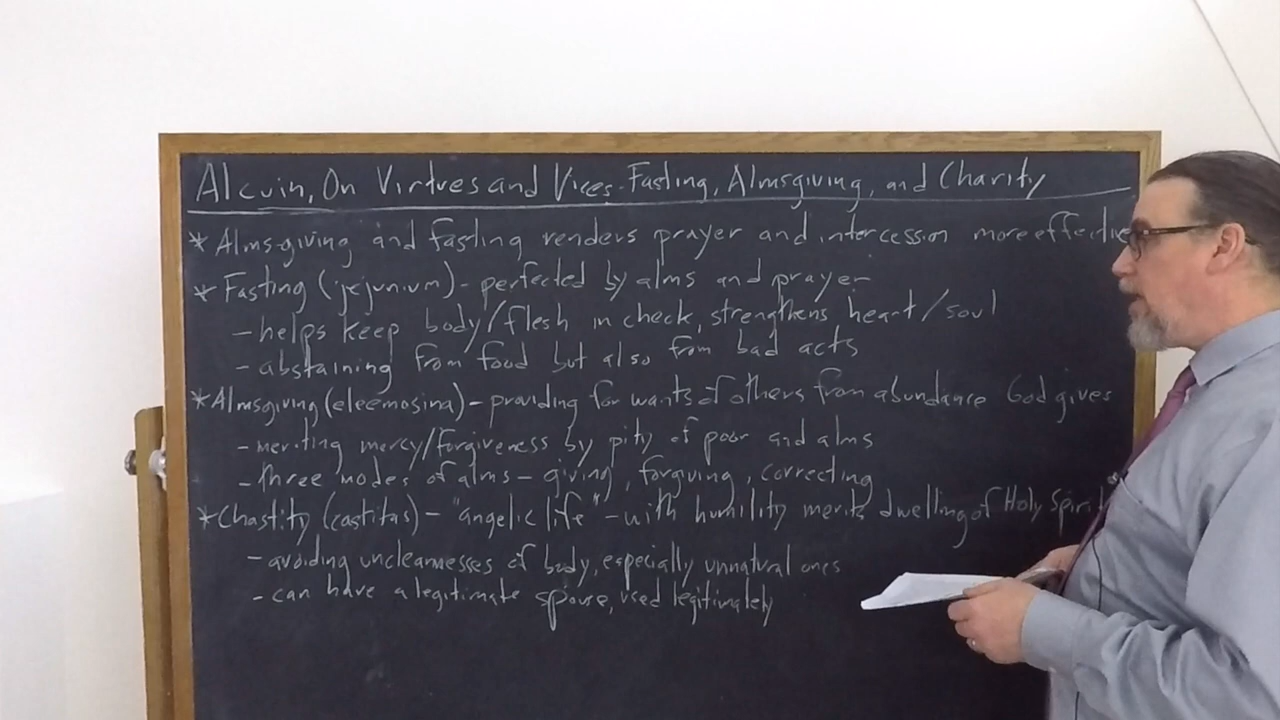 Alcuin, On Virtues and Vices - Fasting, Almsgiving, and Charity
* Almsgiving and fasting renders prayer and intercession more effective
* Fasting (jejunium) - perfected by alms and prayer
- helps keep body/flesh in check, strengthens heart/soul
- abstaining from food but also from bad acts
* Almsgiving (eleemosina) - providing for wants of others from abundance God gives
- meriting mercy/forgiveness by pity of poor and alms
- three modes of alms - giving, forgiving, correcting
* Chastity (castitas) - "angelic life" - with humility merits dwelling of Holy Spirit
- avoiding uncleannesses of body, especially unnatural ones
- can have a legitimate spouse, used legitimately